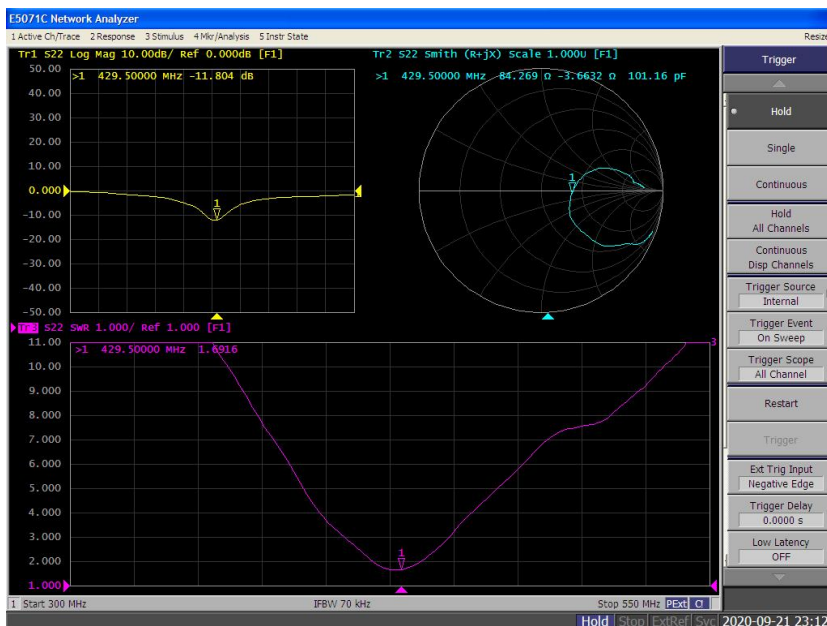 E5071C Network Analyzer
1 Active Ch/Trace 2 Response 3 Stimulus 4 Mkr/Analysis 5 Instr State
Resize
Tr1 S22 Log Mag 10.00dB/ Ref 0.000dB [F1]
50.00
>1 429.50000 MHz -11.804 dB
40.00
30.00
20.00
10.00
0.000
1
-10.00
-20.00
-30.00
-40.00
-50.00
Tr2 S22 Smith (R+jX) Scale 1.000U [F1]
>1 429.50000 MHz 84.269 Ω -3.6632 Ω 101.16 pF
1
Tr3 S22 SWR 1.000/ Ref 1.000 [F1]
11.00
>1 429.50000 MHz 1.6916
3
10.00
9.000
8.000
7.000
6.000
5.000
4.000
3.000
2.000
1
1.000
1 Start 300 MHz
IFBW 70 kHz
Stop 550 MHz PExt C!
Trigger
Hold
Single
Continuous
Hold
All Channels
Continuous
Disp Channels
Trigger Source
Internal
Trigger Event
On Sweep
Trigger Scope
All Channel
Restart
Trigger
Ext Trig Input
Negative Edge
Trigger Delay
0.0000 s
Low Latency
OFF
Hold Stop ExtRef Svc 2020-09-21 23:12